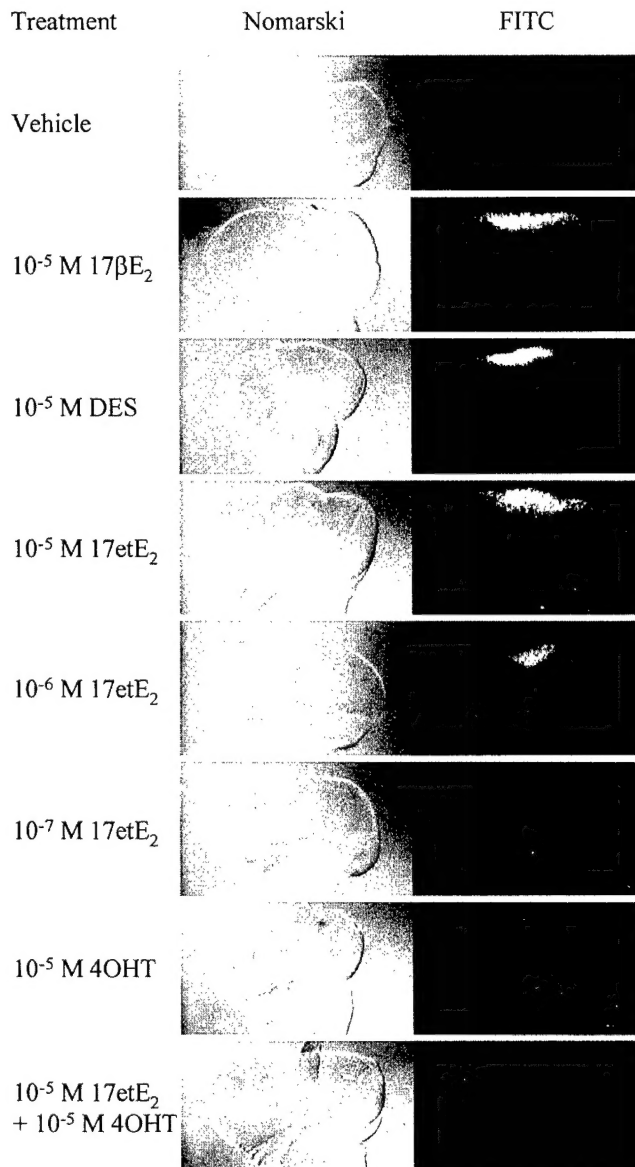 Treatment Nomarski FITC
Vehicle
10⁻⁵ M 17βE₂
10⁻⁵ M DES
10⁻⁵ M 17etE₂
10⁻⁶ M 17etE₂
10⁻⁷ M 17etE₂
10⁻⁵ M 4OHT
10⁻⁵ M 17etE₂
+ 10⁻⁵ M 4OHT